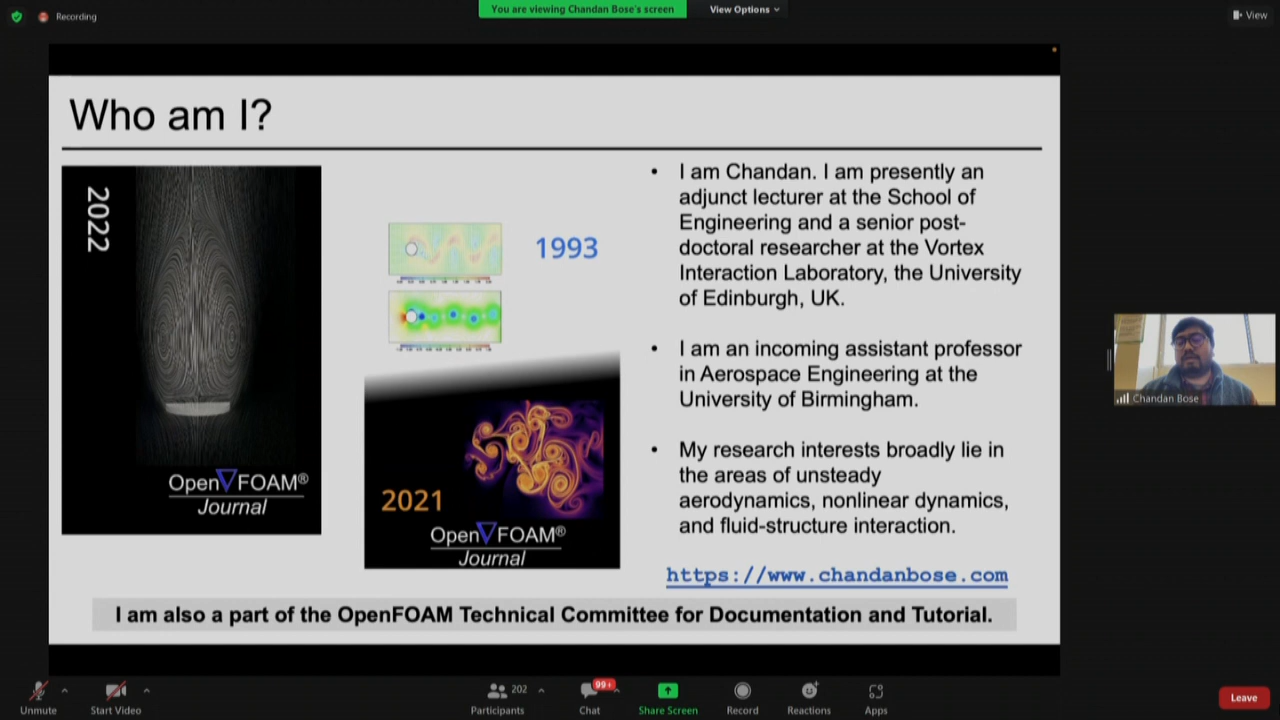 Recording
You are viewing Chandan Bose's screen
View Options
View
Who am I?
2022
OpenFOAM®
Journal
1993
2021
OpenFOAM®
Journal
• I am Chandan. I am presently an
adjunct lecturer at the School of
Engineering and a senior post-
doctoral researcher at the Vortex
Interaction Laboratory, the University
of Edinburgh, UK.
• I am an incoming assistant professor
in Aerospace Engineering at the
University of Birmingham.
• My research interests broadly lie in
the areas of unsteady
aerodynamics, nonlinear dynamics,
and fluid-structure interaction.
https://www.chandanbose.com
I am also a part of the OpenFOAM Technical Committee for Documentation and Tutorial.
Chandan Bose
Unmute
Start Video
202
Participants
99+
Chat
Share Screen
Record
Reactions
Apps
Leave